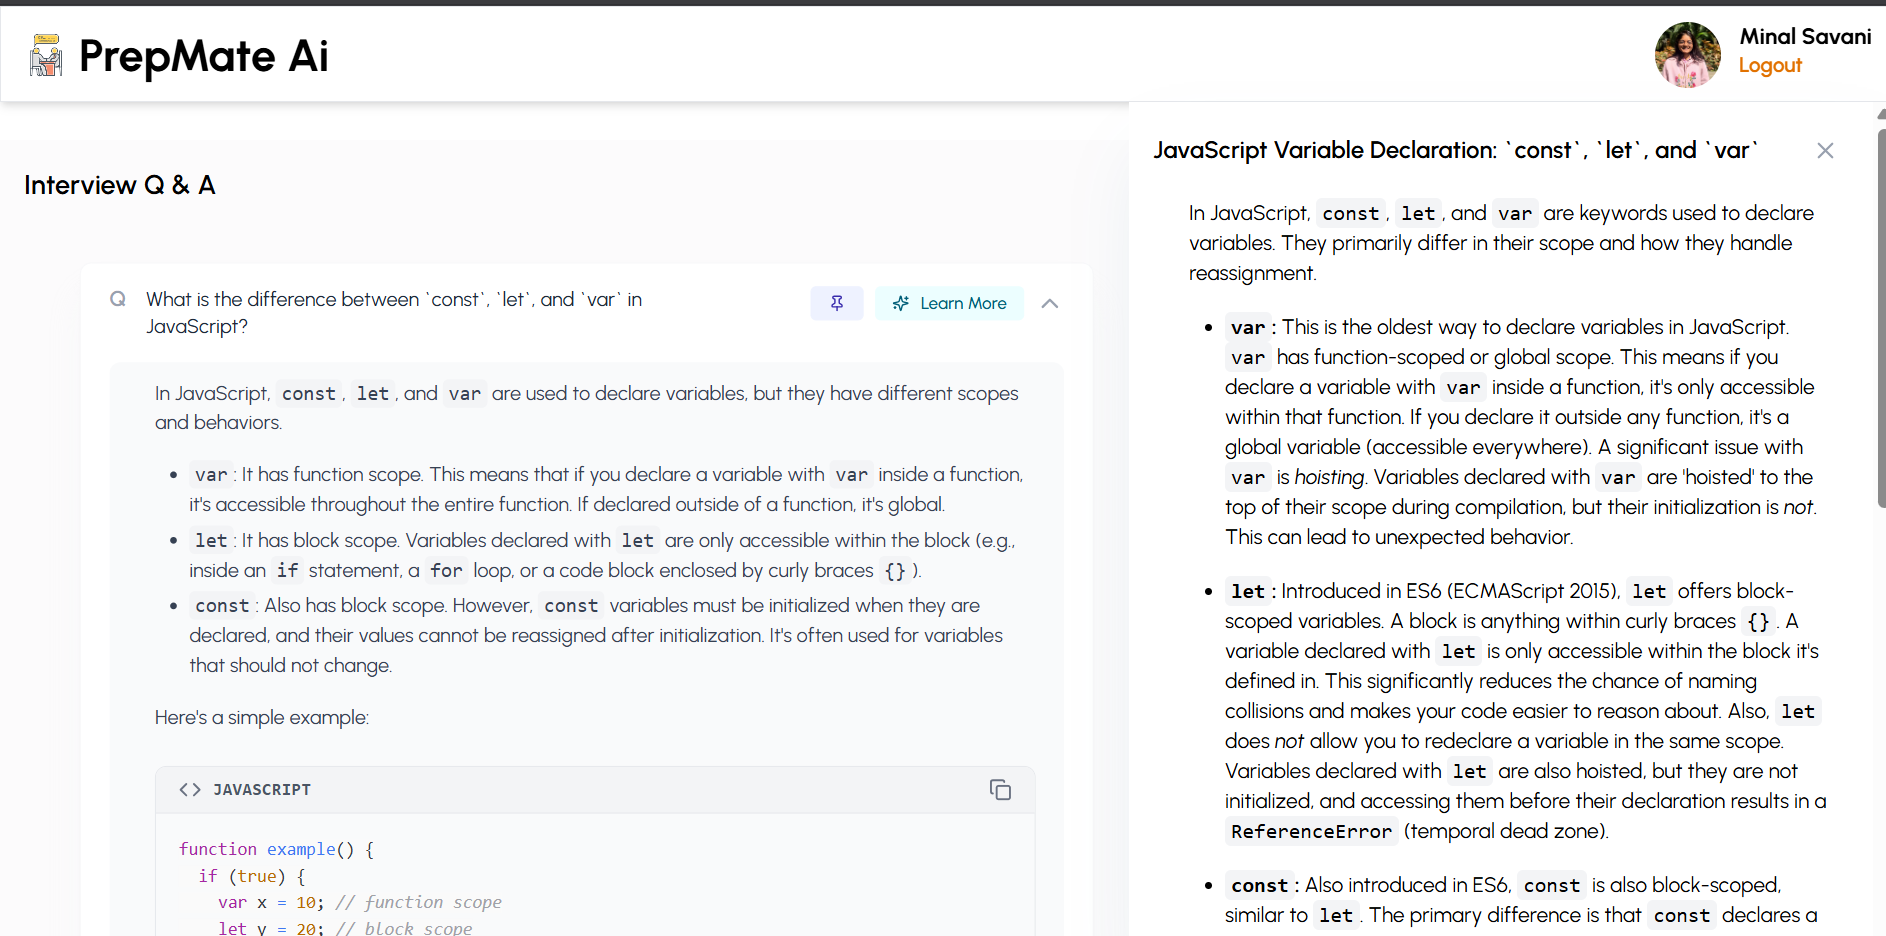 PrepMate Ai
Minal Savani
Logout
Interview Q & A
Q What is the difference between `const`, `let`, and `var` in
JavaScript?
Learn More
In JavaScript, const, let, and var are used to declare variables, but they have different scopes
and behaviors.
• var: It has function scope. This means that if you declare a variable with var inside a function,
it's accessible throughout the entire function. If declared outside of a function, it's global.
• let: It has block scope. Variables declared with let are only accessible within the block (e.g.,
inside an if statement, a for loop, or a code block enclosed by curly braces {}).
• const: Also has block scope. However, const variables must be initialized when they are
declared, and their values cannot be reassigned after initialization. It's often used for variables
that should not change.
Here's a simple example:
<> JAVASCRIPT
function example() {
if (true) {
var x = 10; // function scope
let y = 20; // block scope
JavaScript Variable Declaration: `const`, `let`, and `var`
In JavaScript, const, let, and var are keywords used to declare
variables. They primarily differ in their scope and how they handle
reassignment.
• var: This is the oldest way to declare variables in JavaScript.
var has function-scoped or global scope. This means if you
declare a variable with var inside a function, it's only accessible
within that function. If you declare it outside any function, it's a
global variable (accessible everywhere). A significant issue with
var is hoisting. Variables declared with var are 'hoisted' to the
top of their scope during compilation, but their initialization is not.
This can lead to unexpected behavior.
• let: Introduced in ES6 (ECMAScript 2015), let offers block-
scoped variables. A block is anything within curly braces {}. A
variable declared with let is only accessible within the block it's
defined in. This significantly reduces the chance of naming
collisions and makes your code easier to reason about. Also, let
does not allow you to redeclare a variable in the same scope.
Variables declared with let are also hoisted, but they are not
initialized, and accessing them before their declaration results in a
ReferenceError (temporal dead zone).
• const: Also introduced in ES6, const is also block-scoped,
similar to let. The primary difference is that const declares a